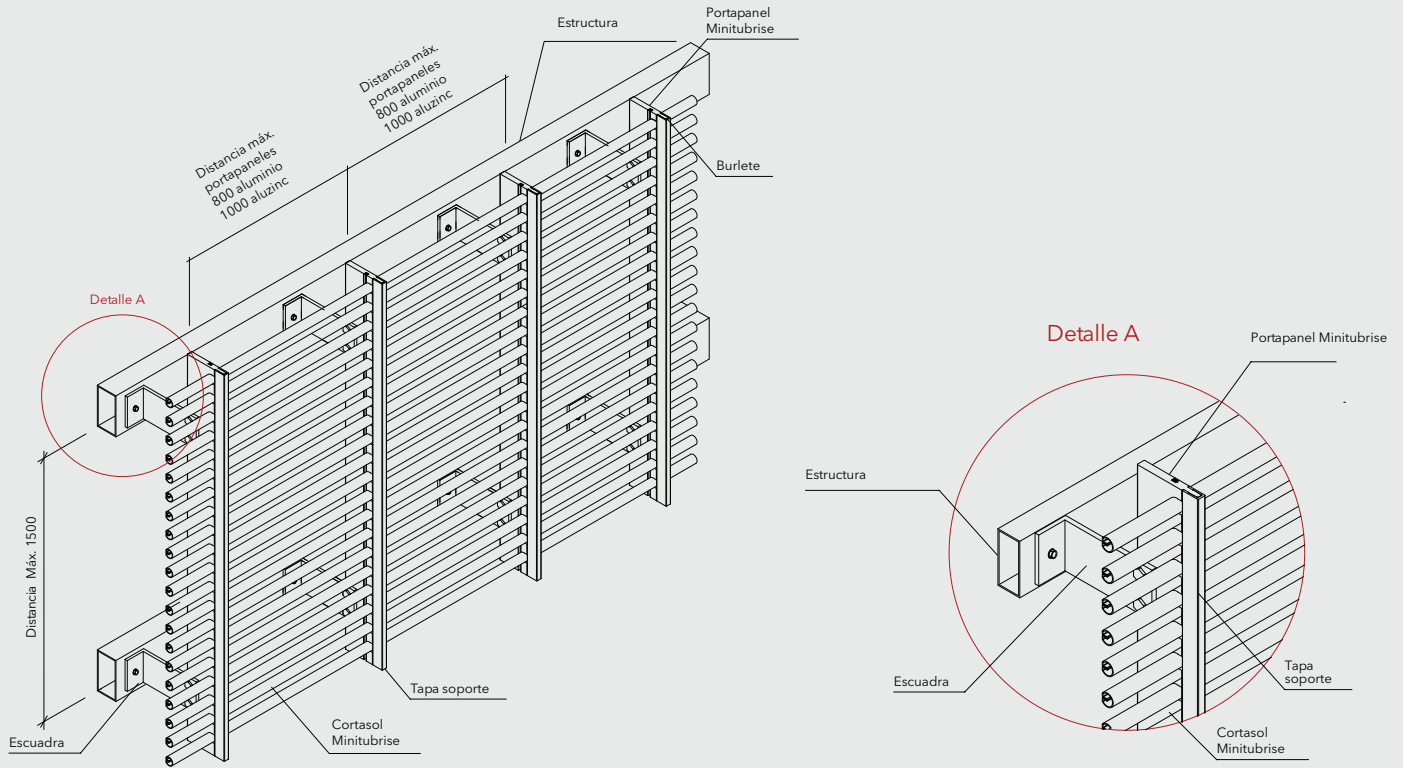 Estructura
Portapanel
Minitubrise
Distancia máx.
portapaneles
800 aluminio
1000 aluzinc
Distancia máx.
portapaneles
800 aluminio
1000 aluzinc
Burlete
Detalle A
Distancia Máx. 1500
Escuadra
Tapa soporte
Cortasol
Minitubrise
Detalle A
Portapanel Minitubrise
Estructura
Escuadra
Tapa
soporte
Cortasol
Minitubrise